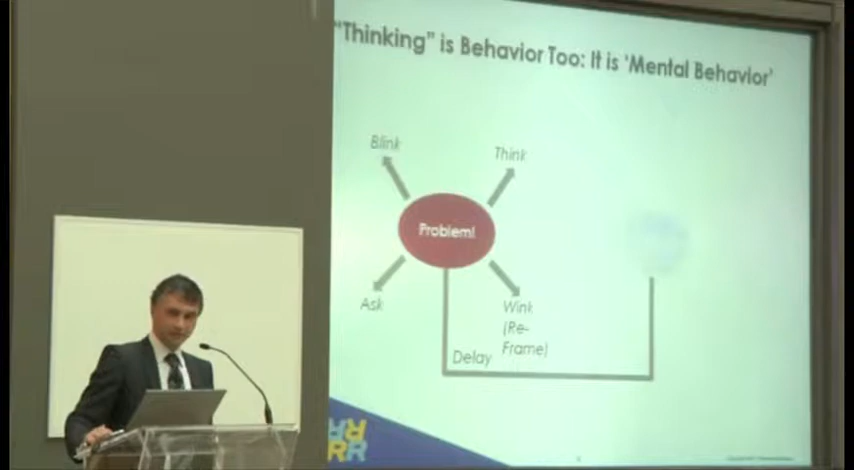 "Thinking" is Behavior Too: It is 'Mental Behavior'
Blink
Think
Problem!
Ask
Wink
(Re-
Frame)
Delay